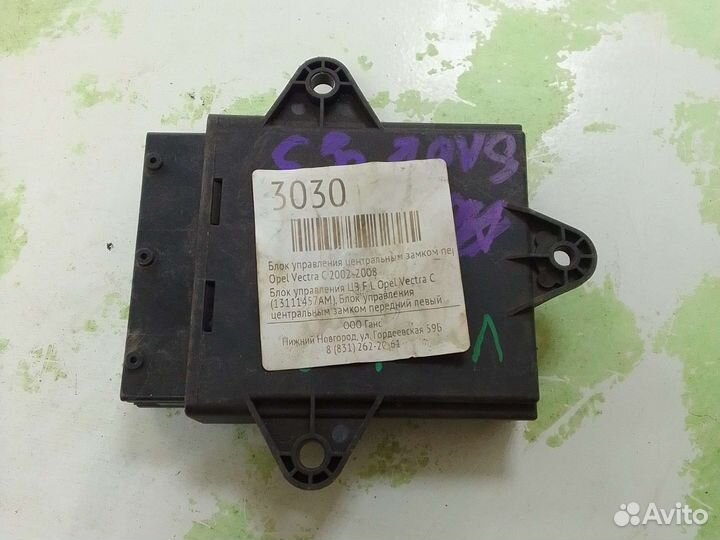 3030
Блок управления центральным замком пер
Opel Vectra C 2002-2008
Блок управления ЦЗ F L Opel Vectra C
(13111457AM), Блок управления
центральным замком передний левый
ООО Ганс
Нижний Новгород, ул. Гордеевская 59Б
8 (831) 262-20-61
Avito